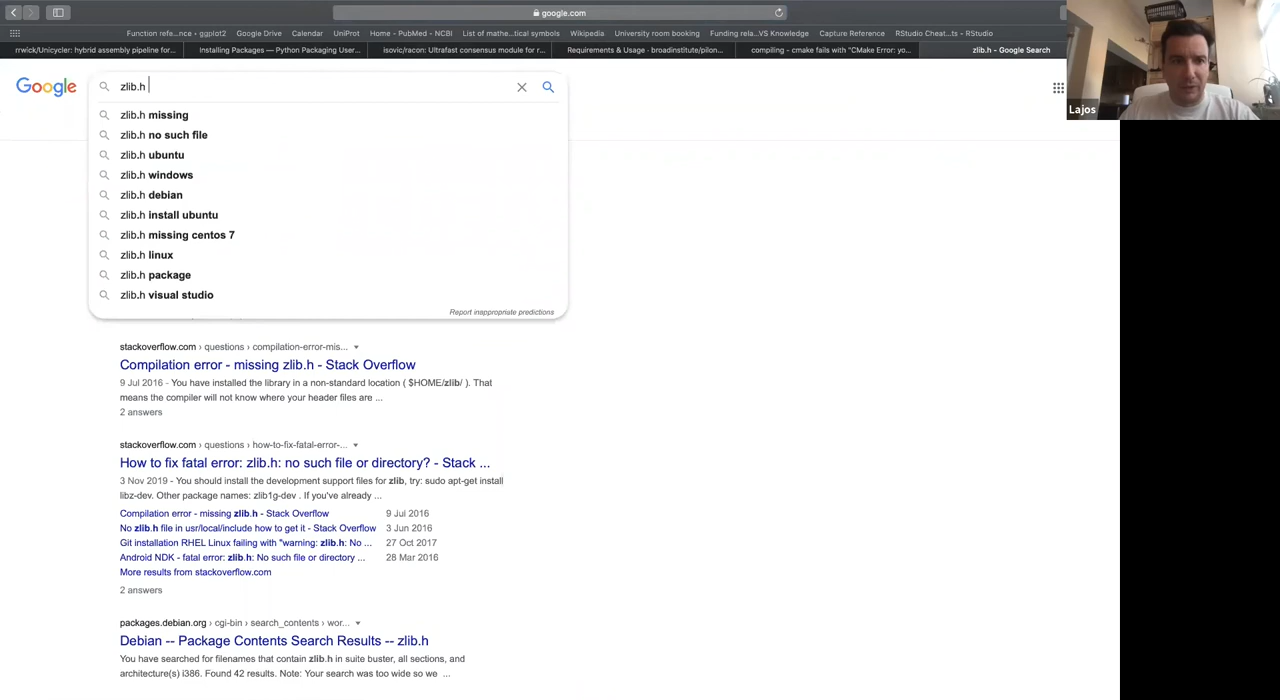 google.com
Function refe...nce • ggplot2 Google Drive Calendar UniProt Home - PubMed - NCBI List of mathe...tical symbols Wikipedia University room booking Funding rela...VS Knowledge Capture Reference RStudio Cheat...ts - RStudio
rrwick/Unicycler: hybrid assembly pipeline for... Installing Packages — Python Packaging User... isovic/racon: Ultrafast consensus module for r... Requirements & Usage · broadinstitute/pilon... compiling - cmake fails with "CMake Error: yo... zlib.h - Google Search
Google
zlib.h
zlib.h missing
zlib.h no such file
zlib.h ubuntu
zlib.h windows
zlib.h debian
zlib.h install ubuntu
zlib.h missing centos 7
zlib.h linux
zlib.h package
zlib.h visual studio
Report inappropriate predictions
Lajos
stackoverflow.com › questions › compilation-error-mis...
Compilation error - missing zlib.h - Stack Overflow
9 Jul 2016 - You have installed the library in a non-standard location ( $HOME/zlib/ ). That
means the compiler will not know where your header files are ...
2 answers
stackoverflow.com › questions › how-to-fix-fatal-error-...
How to fix fatal error: zlib.h: no such file or directory? - Stack ...
3 Nov 2019 - You should install the development support files for zlib, try: sudo apt-get install
libz-dev. Other package names: zlib1g-dev . If you've already ...
Compilation error - missing zlib.h - Stack Overflow 9 Jul 2016
No zlib.h file in usr/local/include how to get it - Stack Overflow 3 Jun 2016
Git installation RHEL Linux failing with "warning: zlib.h: No ... 27 Oct 2017
Android NDK - fatal error: zlib.h: No such file or directory ... 28 Mar 2016
More results from stackoverflow.com
2 answers
packages.debian.org › cgi-bin › search_contents › wor...
Debian -- Package Contents Search Results -- zlib.h
You have searched for filenames that contain zlib.h in suite buster, all sections, and
architecture(s) i386. Found 42 results. Note: Your search was too wide so we ...